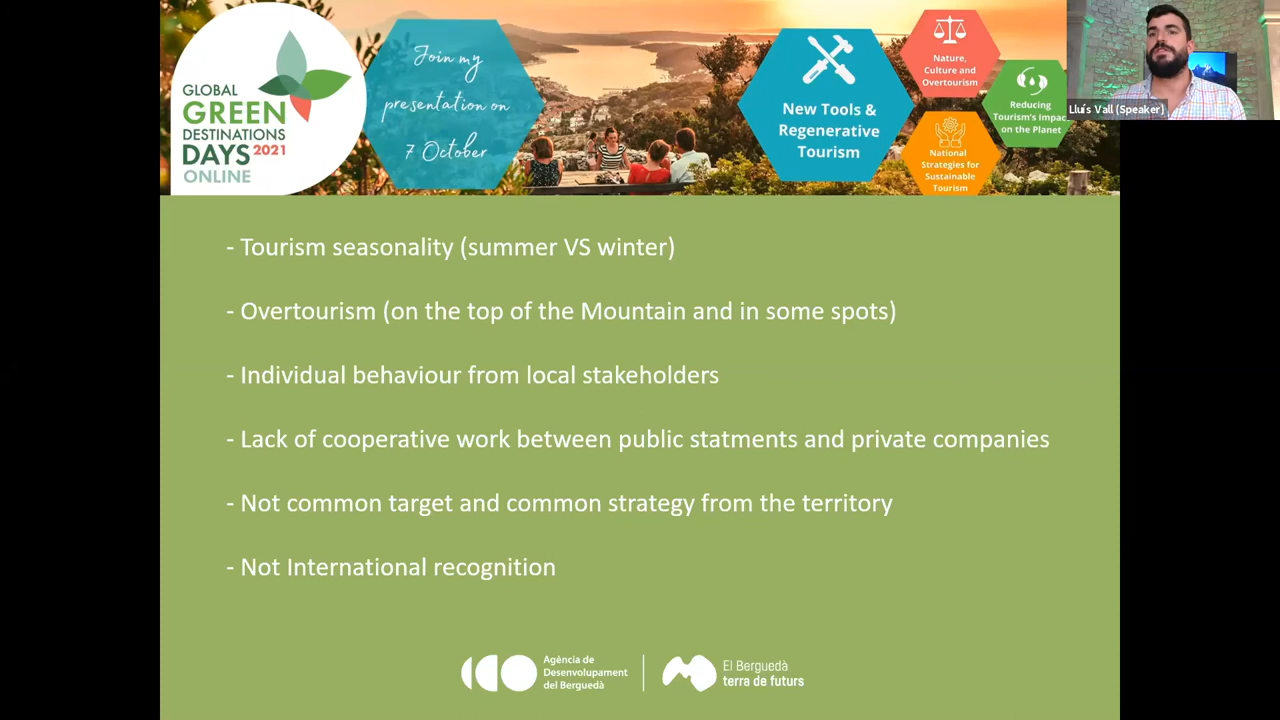 GLOBAL
GREEN
DESTINATIONS
DAYS 2021
ONLINE
Join my
presentation on
7 October
New Tools &
Regenerative
Tourism
Nature,
Culture and
Overtourism
Reducing
Tourism's Impac
on the Planet
National
Strategies for
Sustainable
Tourism
Lluís Vall (Speaker)
- Tourism seasonality (summer VS winter)
- Overtourism (on the top of the Mountain and in some spots)
- Individual behaviour from local stakeholders
- Lack of cooperative work between public statments and private companies
- Not common target and common strategy from the territory
- Not International recognition
Agència de
Desenvolupament
del Berguedà
El Berguedà
terra de futurs